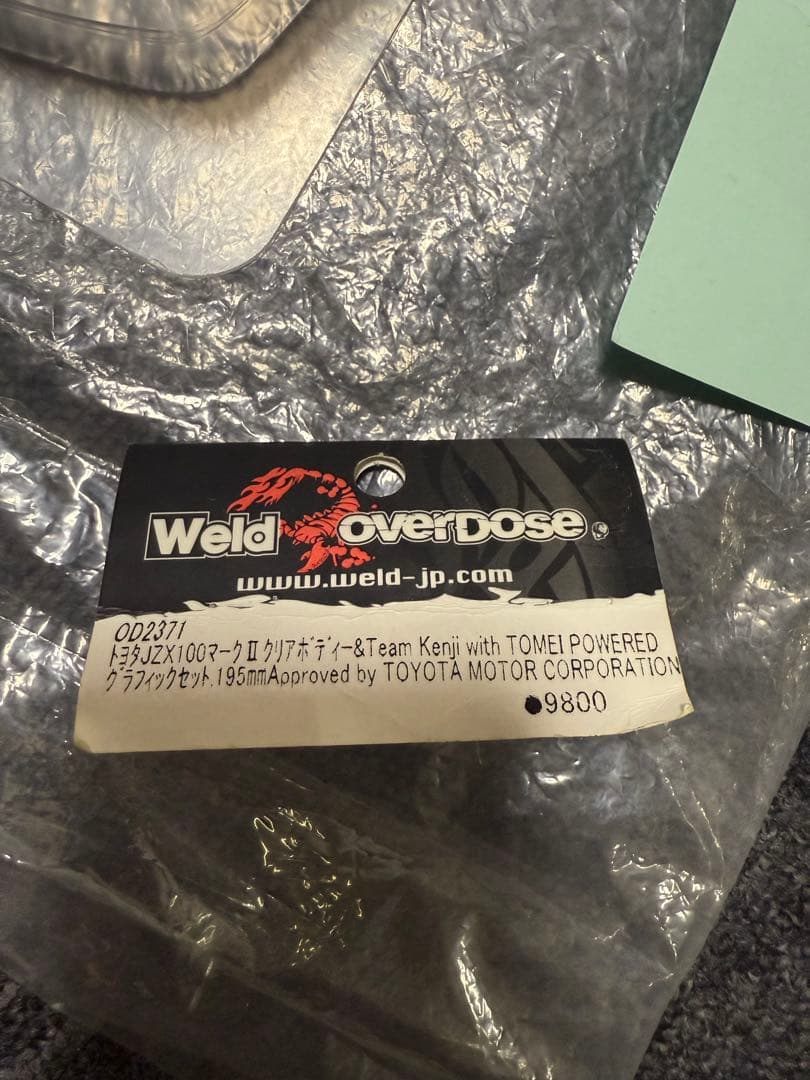 Weld OVERDOSE
www.weld-jp.com
OD2371
トヨタJZX100マークⅡクリアボディー&Team Kenji with TOMEI POWERED
グラフィックセット.195mmApproved by TOYOTA MOTOR CORPORATION
●9800